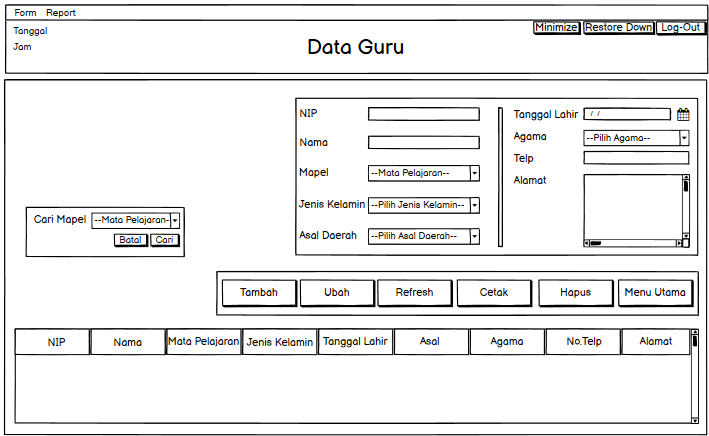 Form Report
Tanggal
Jam
Data Guru
Minimize Restore Down Log-Out
NIP
Nama
Mapel --Mata Pelajaran--
Jenis Kelamin --Pilih Jenis Kelamin--
Asal Daerah --Pilih Asal Daerah--
Tanggal Lahir / /
Agama --Pilih Agama--
Telp
Alamat
Cari Mapel --Mata Pelajaran-
Batal Cari
Tambah Ubah Refresh Cetak Hapus Menu Utama
NIP Nama Mata Pelajaran Jenis Kelamin Tanggal Lahir Asal Agama No.Telp Alamat